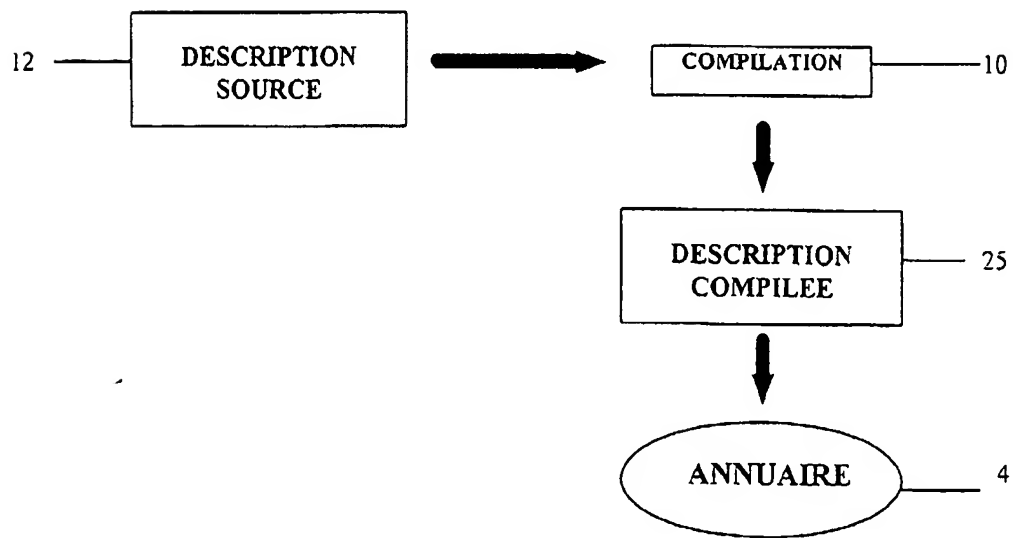 12
DESCRIPTION
SOURCE
COMPILATION
10
DESCRIPTION
COMPILEE
25
ANNUAIRE
4